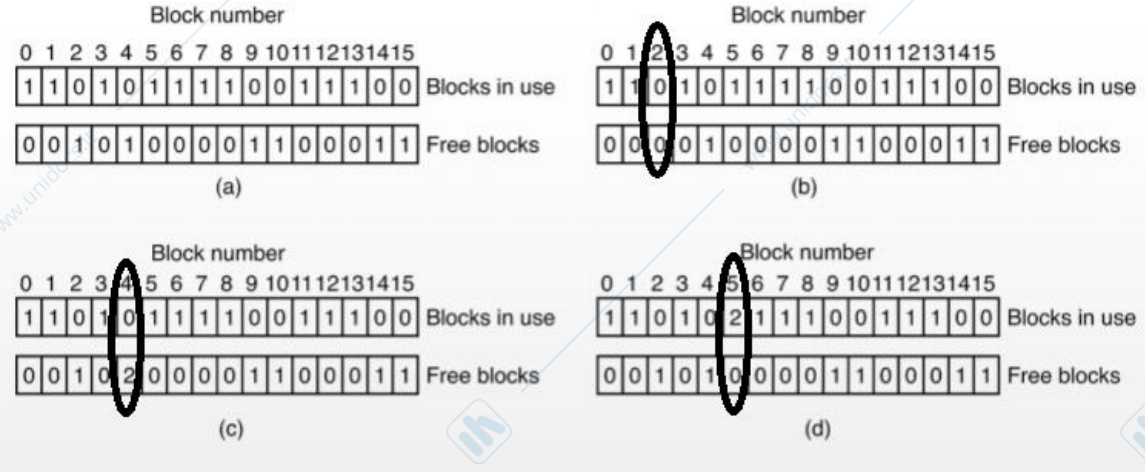 Block number
0 1 2 3 4 5 6 7 8 9 10 11 12 13 14 15
1 1 0 1 0 1 1 1 1 0 0 1 1 1 0 0 Blocks in use
0 0 1 0 1 0 0 0 0 1 1 0 0 0 1 1 Free blocks
(a)
Block number
0 1 2 3 4 5 6 7 8 9 10 11 12 13 14 15
1 1 0 1 0 1 1 1 1 0 0 1 1 1 0 0 Blocks in use
0 0 0 0 1 0 0 0 0 1 1 0 0 0 1 1 Free blocks
(b)
Block number
0 1 2 3 4 5 6 7 8 9 10 11 12 13 14 15
1 1 0 1 0 1 1 1 1 0 0 1 1 1 0 0 Blocks in use
0 0 1 0 2 0 0 0 0 1 1 0 0 0 1 1 Free blocks
(c)
Block number
0 1 2 3 4 5 6 7 8 9 10 11 12 13 14 15
1 1 0 1 0 2 1 1 1 0 0 1 1 1 0 0 Blocks in use
0 0 1 0 1 0 0 0 0 1 1 0 0 0 1 1 Free blocks
(d)